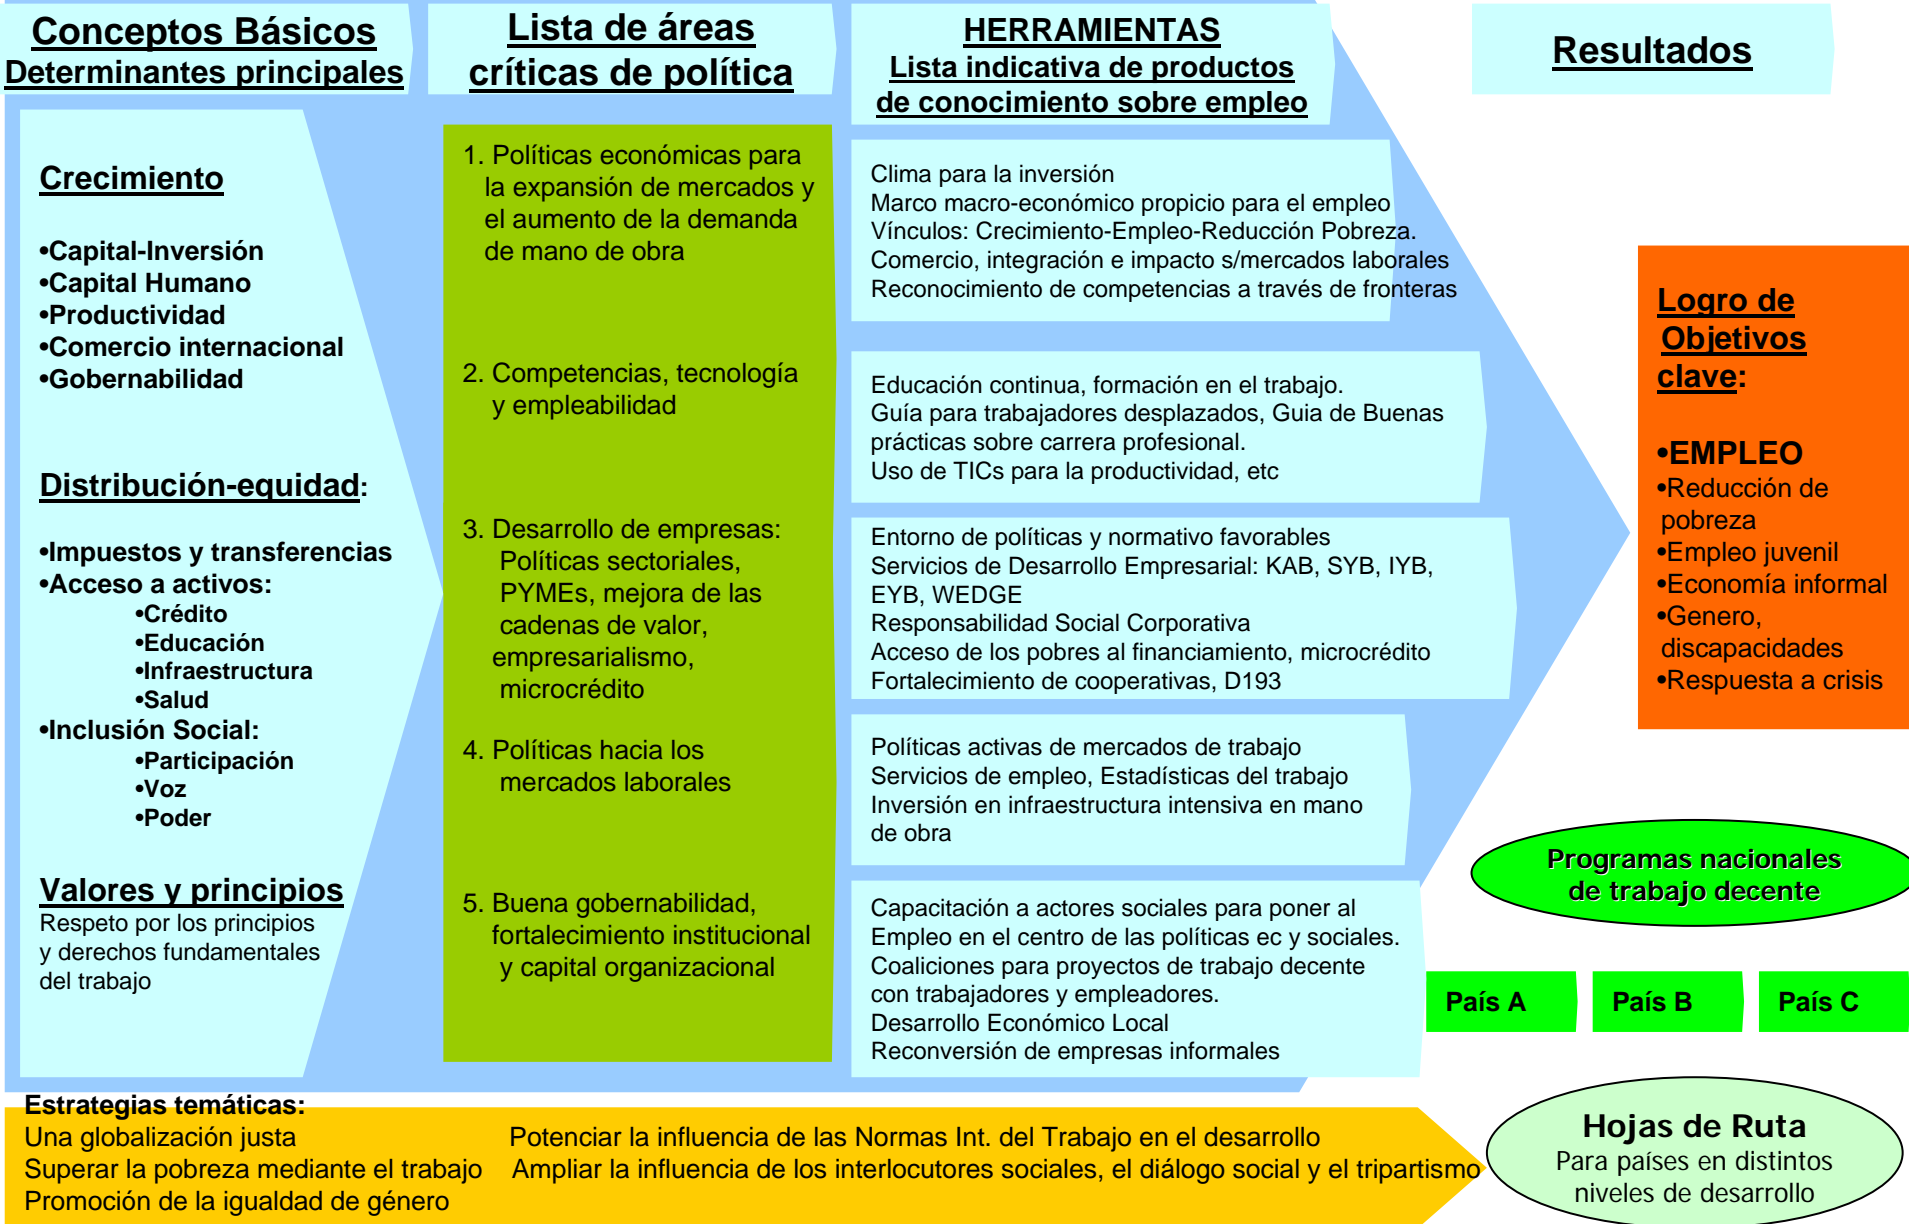 Conceptos Básicos
Determinantes principales
Crecimiento
•Capital-Inversión
•Capital Humano
•Productividad
•Comercio internacional
•Gobernabilidad
Distribución-equidad:
•Impuestos y transferencias
•Acceso a activos:
•Crédito
•Educación
•Infraestructura
•Salud
•Inclusión Social:
•Participación
•Voz
•Poder
Valores y principios
Respeto por los principios
y derechos fundamentales
del trabajo
Lista de áreas
críticas de política
1. Políticas económicas para
la expansión de mercados y
el aumento de la demanda
de mano de obra
2. Competencias, tecnología
y empleabilidad
3. Desarrollo de empresas:
Políticas sectoriales,
PYMEs, mejora de las
cadenas de valor,
empresarialismo,
microcrédito
4. Políticas hacia los
mercados laborales
5. Buena gobernabilidad,
fortalecimiento institucional
y capital organizacional
HERRAMIENTAS
Lista indicativa de productos
de conocimiento sobre empleo
Clima para la inversión
Marco macro-económico propicio para el empleo
Vínculos: Crecimiento-Empleo-Reducción Pobreza.
Comercio, integración e impacto s/mercados laborales
Reconocimiento de competencias a través de fronteras
Educación continua, formación en el trabajo.
Guía para trabajadores desplazados, Guia de Buenas
prácticas sobre carrera profesional.
Uso de TICs para la productividad, etc
Entorno de políticas y normativo favorables
Servicios de Desarrollo Empresarial: KAB, SYB, IYB,
EYB, WEDGE
Responsabilidad Social Corporativa
Acceso de los pobres al financiamiento, microcrédito
Fortalecimiento de cooperativas, D193
Políticas activas de mercados de trabajo
Servicios de empleo, Estadísticas del trabajo
Inversión en infraestructura intensiva en mano
de obra
Capacitación a actores sociales para poner al
Empleo en el centro de las políticas ec y sociales.
Coaliciones para proyectos de trabajo decente
con trabajadores y empleadores.
Desarrollo Económico Local
Reconversión de empresas informales
Resultados
Logro de
Objetivos
clave:
•EMPLEO
•Reducción de
pobreza
•Empleo juvenil
•Economía informal
•Genero,
discapacidades
•Respuesta a crisis
Programas nacionales
de trabajo decente
País A
País B
País C
Hojas de Ruta
Para países en distintos
niveles de desarrollo
Estrategias temáticas:
Una globalización justa
Superar la pobreza mediante el trabajo
Promoción de la igualdad de género
Potenciar la influencia de las Normas Int. del Trabajo en el desarrollo
Ampliar la influencia de los interlocutores sociales, el diálogo social y el tripartismo